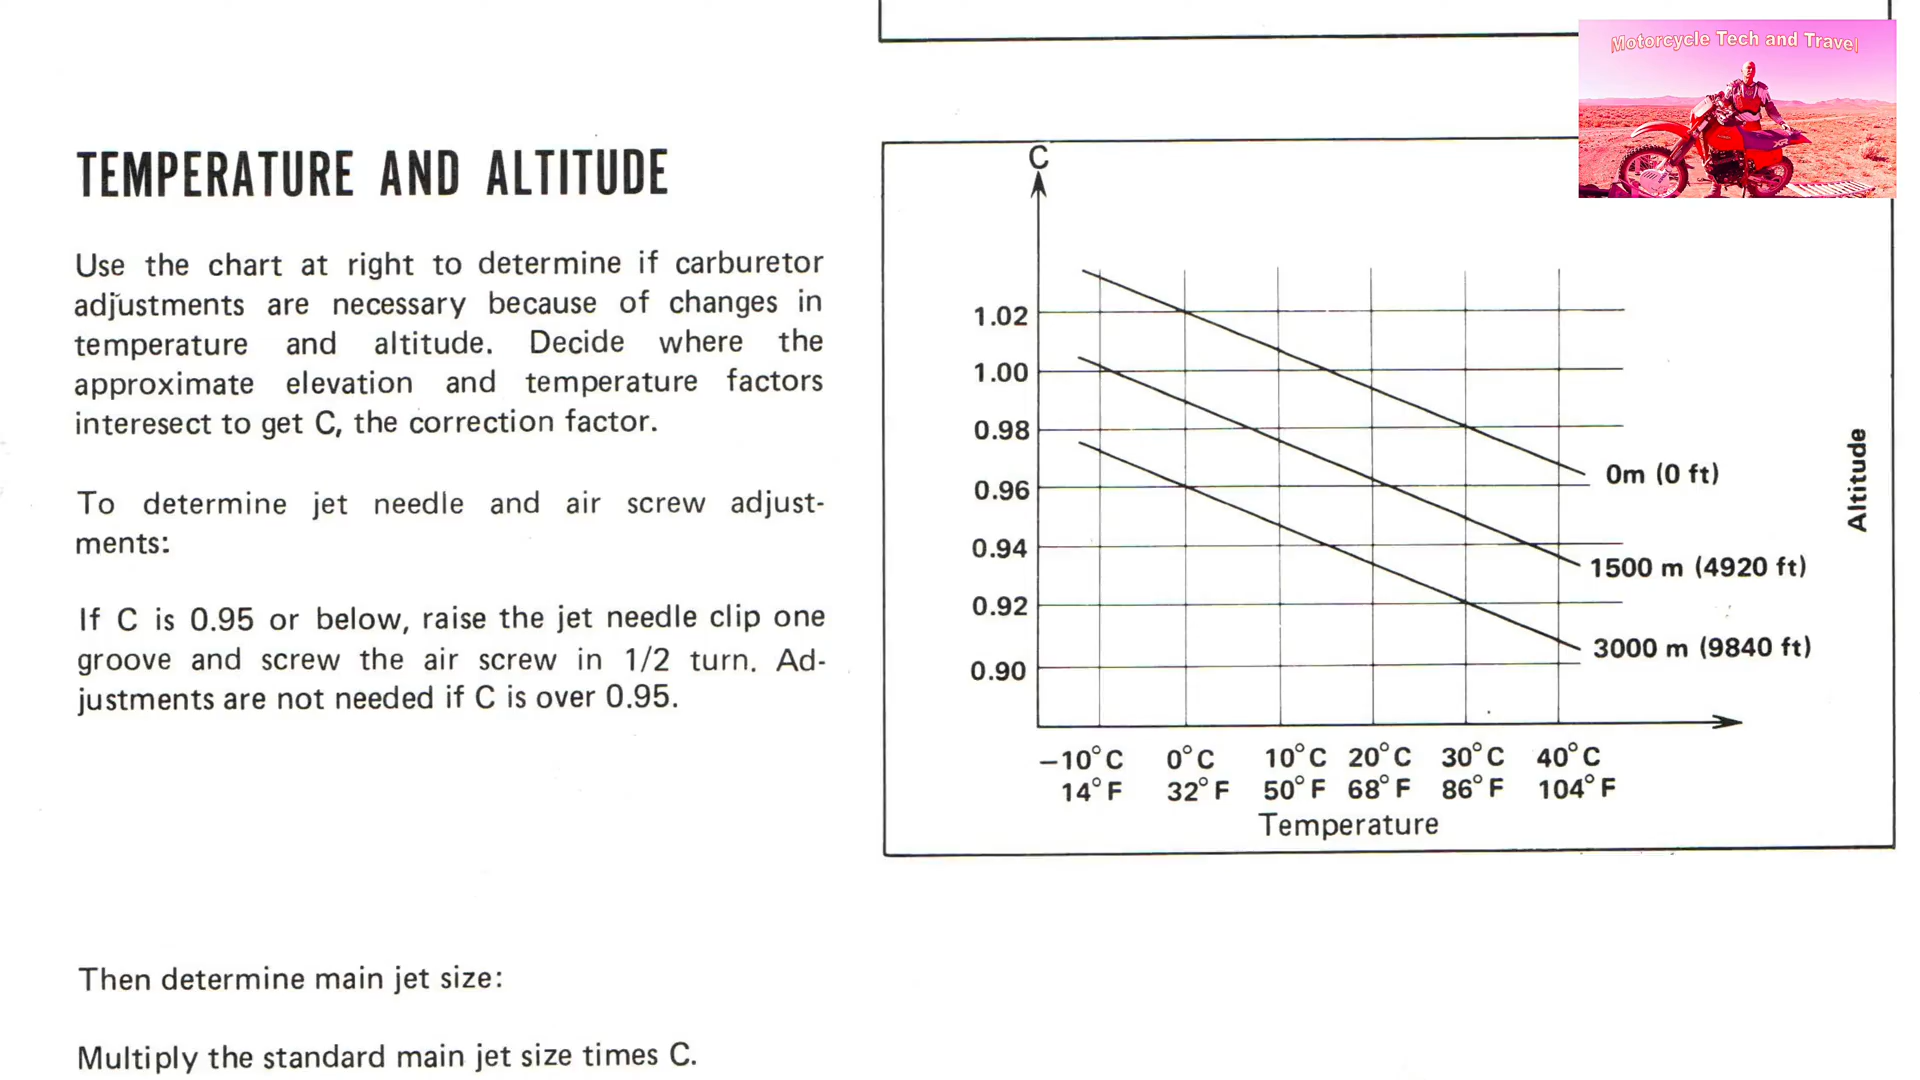 Motorcycle Tech and Travel
TEMPERATURE AND ALTITUDE
Use the chart at right to determine if carburetor
adjustments are necessary because of changes in
temperature and altitude. Decide where the
approximate elevation and temperature factors
interesect to get C, the correction factor.
To determine jet needle and air screw adjust-
ments:
If C is 0.95 or below, raise the jet needle clip one
groove and screw the air screw in 1/2 turn. Ad-
justments are not needed if C is over 0.95.
Then determine main jet size:
Multiply the standard main jet size times C.
C
1.02
1.00
0.98
0.96
0.94
0.92
0.90
0m (0 ft)
1500 m (4920 ft)
3000 m (9840 ft)
Altitude
−10°C 0°C 10°C 20°C 30°C 40°C
14°F 32°F 50°F 68°F 86°F 104°F
Temperature